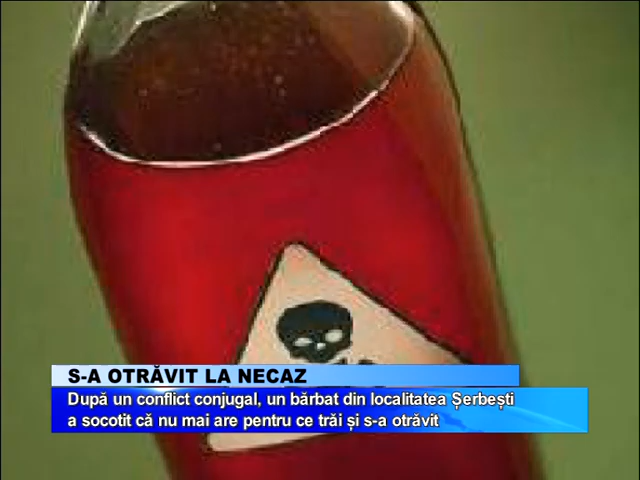 S-A OTRĂVIT LA NECAZ
După un conflict conjugal, un bărbat din localitatea Șerbești
a socotit că nu mai are pentru ce trăi și s-a otrăvit